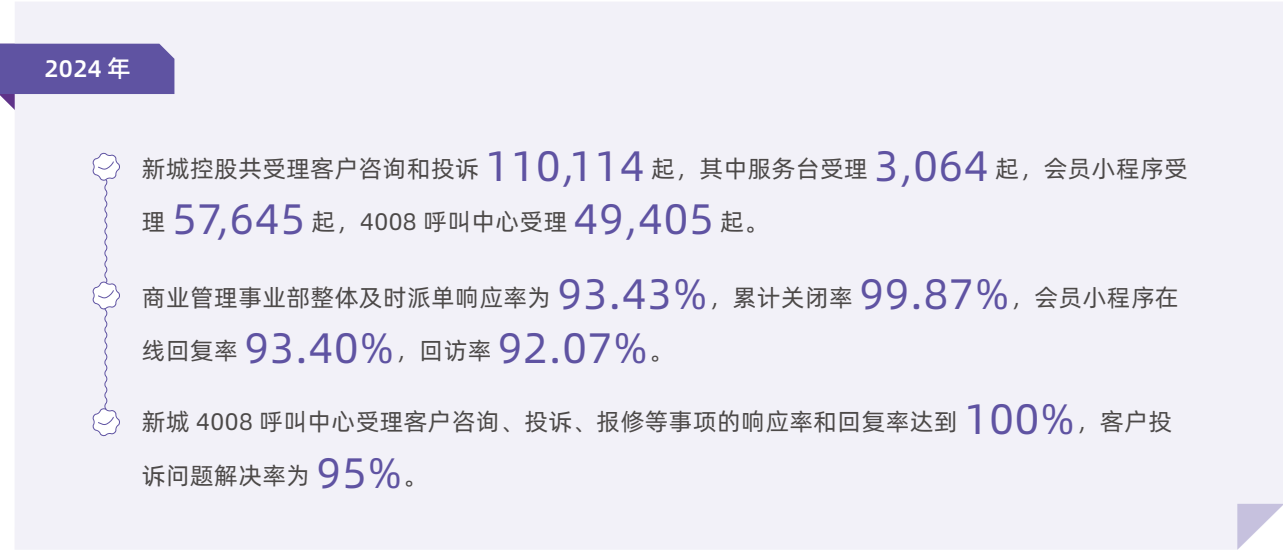 2024 年
新城控股共受理客户咨询和投诉 110,114 起，其中服务台受理 3,064 起，会员小程序受
理 57,645 起，4008 呼叫中心受理 49,405 起。
商业管理事业部整体及时派单响应率为 93.43%，累计关闭率 99.87%，会员小程序在
线回复率 93.40%，回访率 92.07%。
新城 4008 呼叫中心受理客户咨询、投诉、报修等事项的响应率和回复率达到 100%，客户投
诉问题解决率为 95%。